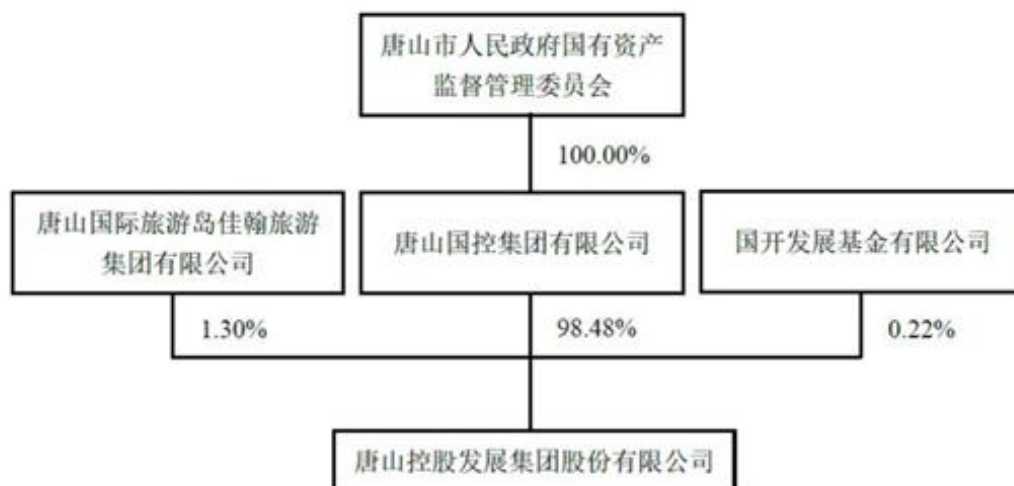 唐山市人民政府国有资产
监督管理委员会
100.00%
唐山国际旅游岛佳翰旅游
集团有限公司
唐山国控集团有限公司
国开发展基金有限公司
1.30%
98.48%
0.22%
唐山控股发展集团股份有限公司